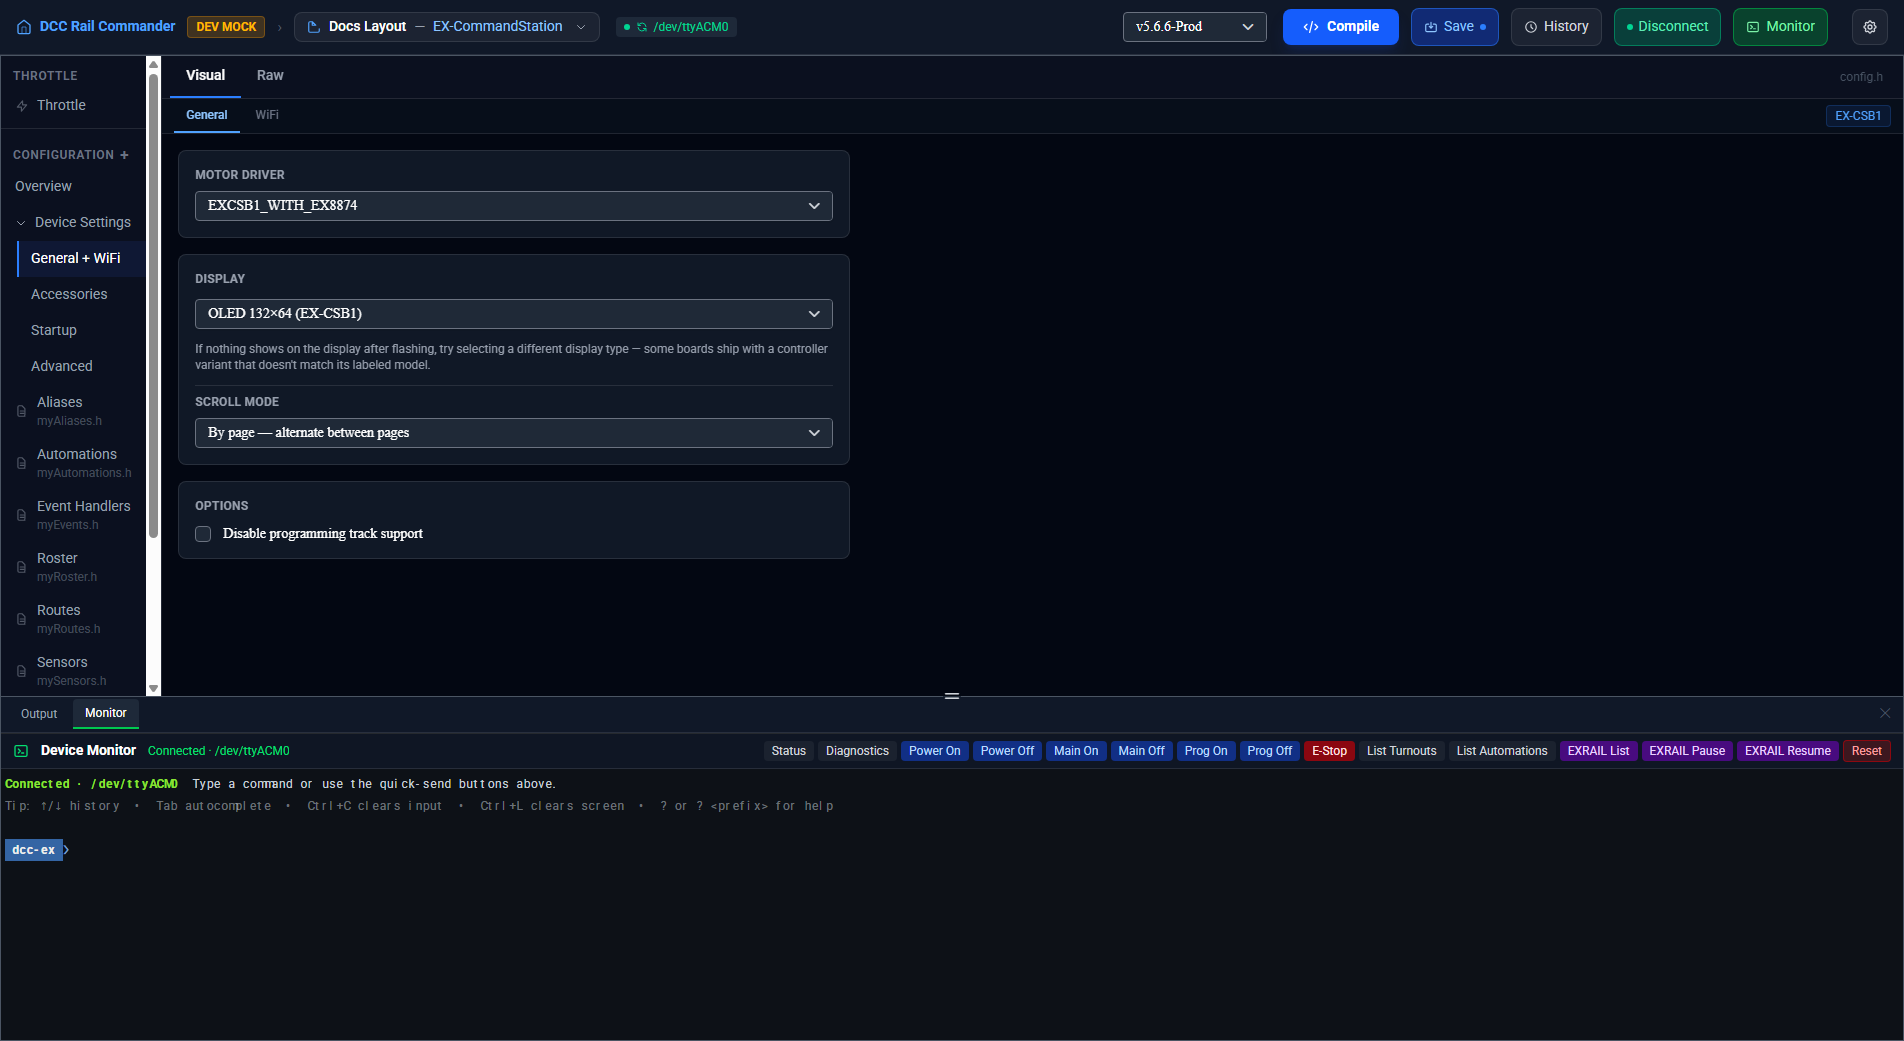 DCC Rail Commander DEV MOCK › Docs Layout — EX-CommandStation /dev/ttyACM0 v5.6.6-Prod Compile Save History Disconnect Monitor
THROTTLE
Throttle
CONFIGURATION +
Overview
Device Settings
General + WiFi
Accessories
Startup
Advanced
Aliases
myAliases.h
Automations
myAutomations.h
Event Handlers
myEvents.h
Roster
myRoster.h
Routes
myRoutes.h
Sensors
mySensors.h
Visual Raw config.h
General WiFi EX-CSB1
MOTOR DRIVER
EXCSB1_WITH_EX8874
DISPLAY
OLED 132×64 (EX-CSB1)
If nothing shows on the display after flashing, try selecting a different display type — some boards ship with a controller
variant that doesn't match its labeled model.
SCROLL MODE
By page — alternate between pages
OPTIONS
Disable programming track support
Output Monitor
Device Monitor Connected · /dev/ttyACM0 Status Diagnostics Power On Power Off Main On Main Off Prog On Prog Off E-Stop List Turnouts List Automations EXRAIL List EXRAIL Pause EXRAIL Resume Reset
Connected · /dev/ttyACM0 Type a command or use the quick-send buttons above.
Tip: ↑/↓ history • Tab autocomplete • Ctrl+C clears input • Ctrl+L clears screen • ? or ? <prefix> for help
dcc-ex ›